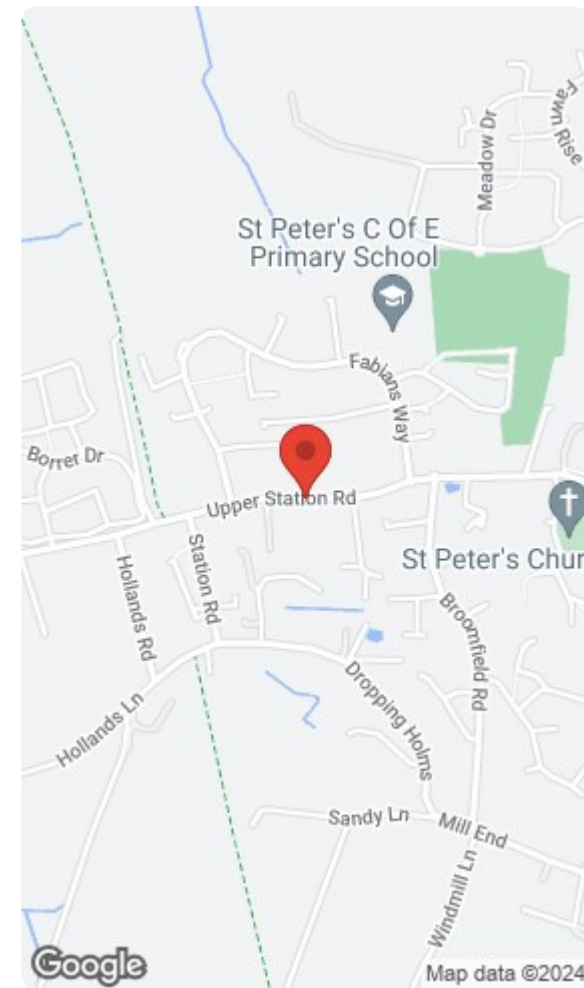 Meadow Dr
Fawn Rise
St Peter's C Of E
Primary School
Fabians Way
Borret Dr
Upper Station Rd
St Peter's Chur
Hollands Rd
Station Rd
Broomfield Rd
Hollands Ln
Dropping Holms
Sandy Ln
Mill End
Windmill Ln
Google
Map data ©2024